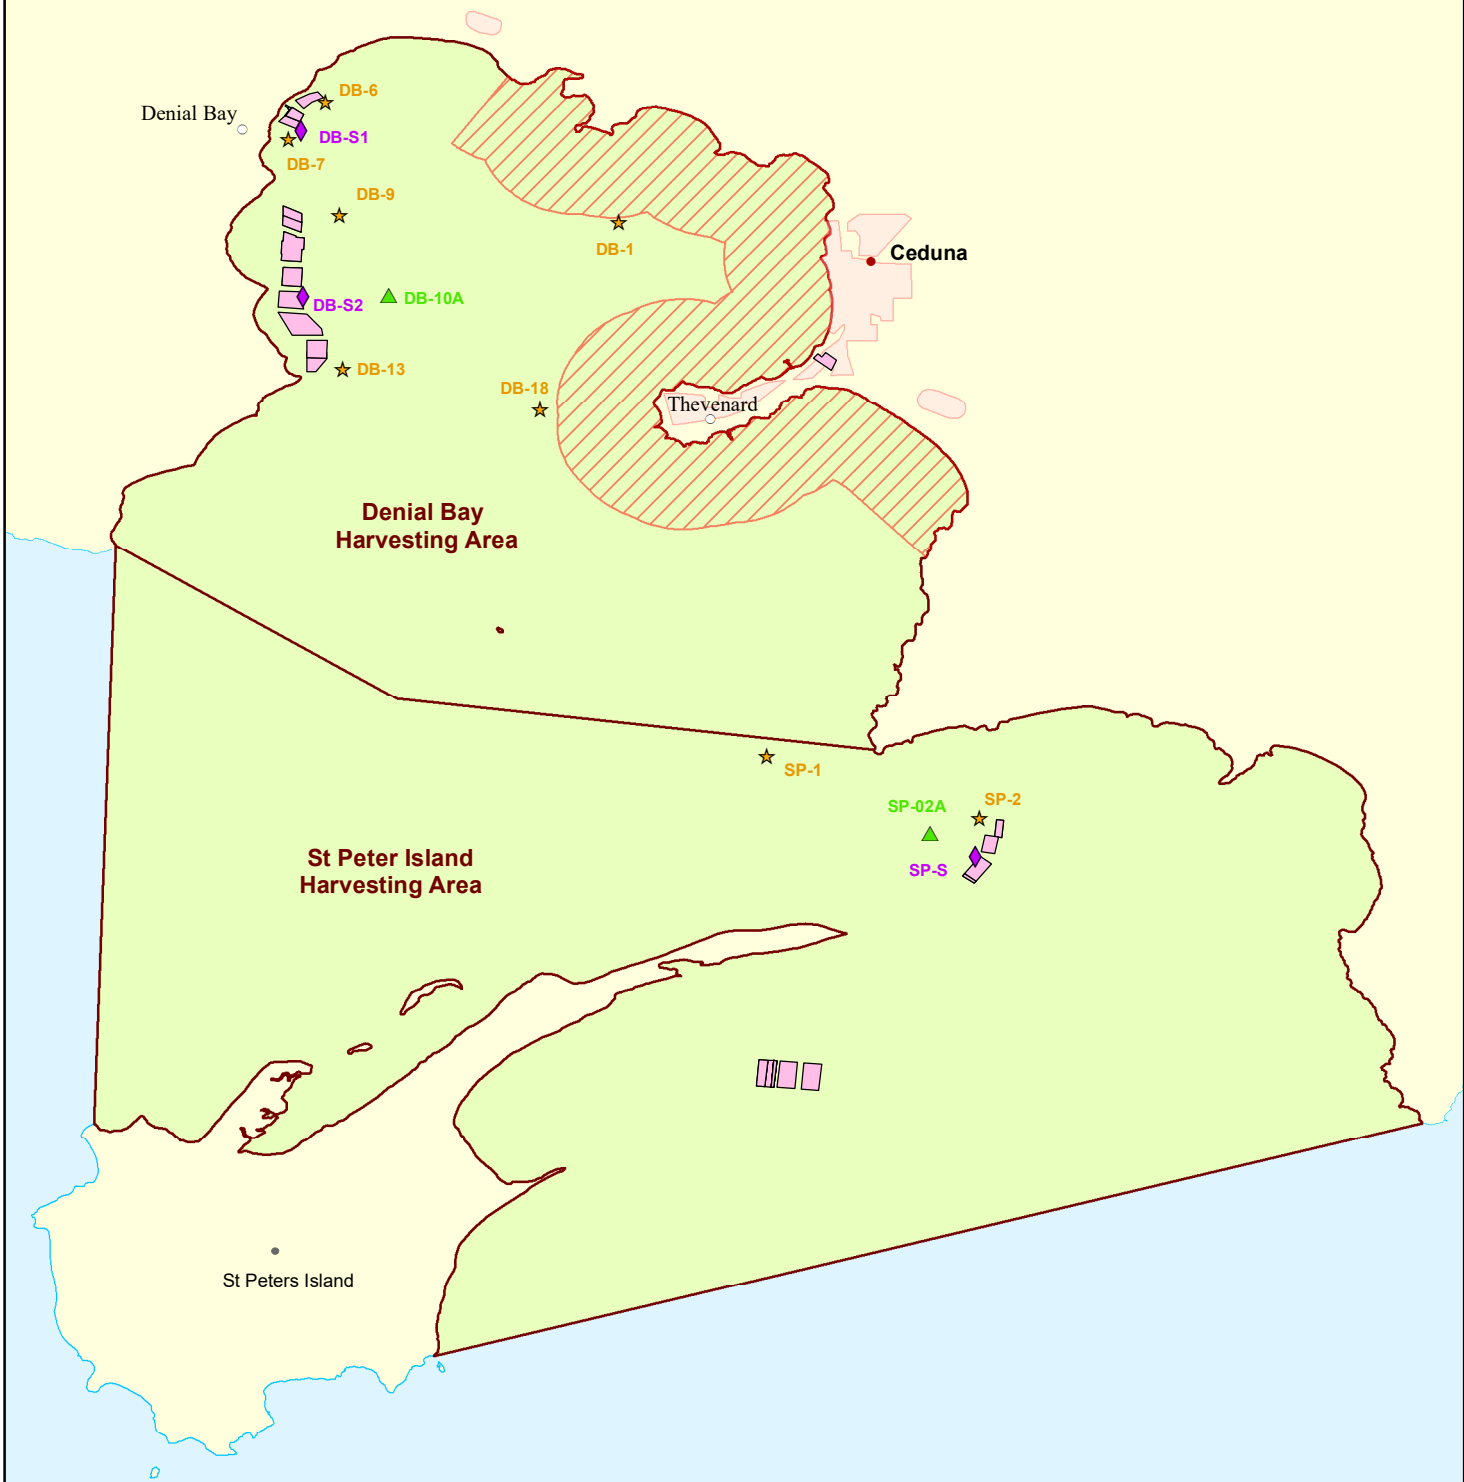 DB-6
Denial Bay
DB-S1
DB-7
DB-9
DB-1
Ceduna
DB-S2
DB-10A
DB-13
DB-18
Thevenard
Denial Bay
Harvesting Area
SP-1
SP-02A
SP-2
St Peter Island
Harvesting Area
SP-S
St Peters Island